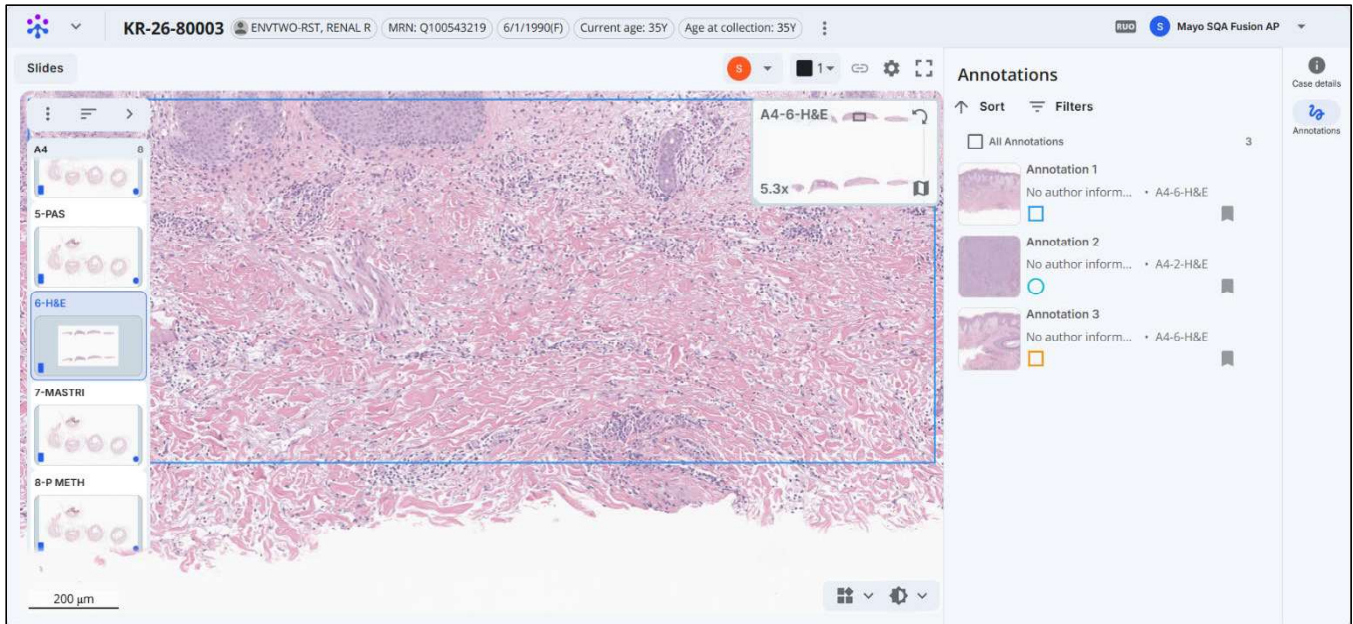 KR-26-80003 ENVTWO-RST, RENAL R MRN: Q100543219 6/1/1990(F) Current age: 35Y Age at collection: 35Y RUO S Mayo SQA Fusion AP
Slides
S 1
A4 8
5-PAS
6-H&E
7-MASTRI
8-P METH
200 µm
A4-6-H&E
5.3x
Annotations
Sort Filters
All Annotations 3
Annotation 1
No author inform... • A4-6-H&E
Annotation 2
No author inform... • A4-2-H&E
Annotation 3
No author inform... • A4-6-H&E
Case details
Annotations